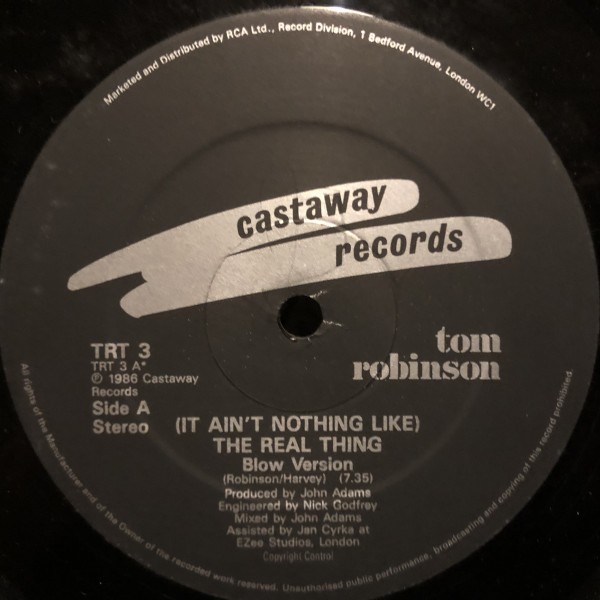 Marketed and Distributed by RCA Ltd., Record Division, 1 Bedford Avenue, London WC1
castaway
records
tom
robinson
TRT 3
TRT 3 A*
℗ 1986 Castaway
Records
Side A
Stereo
(IT AIN'T NOTHING LIKE)
THE REAL THING
Blow Version
(Robinson/Harvey) (7.35)
Produced by John Adams
Engineered by Nick Godfrey
Mixed by John Adams
Assisted by Jan Cyrka at
EZee Studios, London
Copyright Control
All rights of the Manufacturer and of the Owner of the recorded work reserved. Unauthorised public performance, broadcasting and copying of this record prohibited.